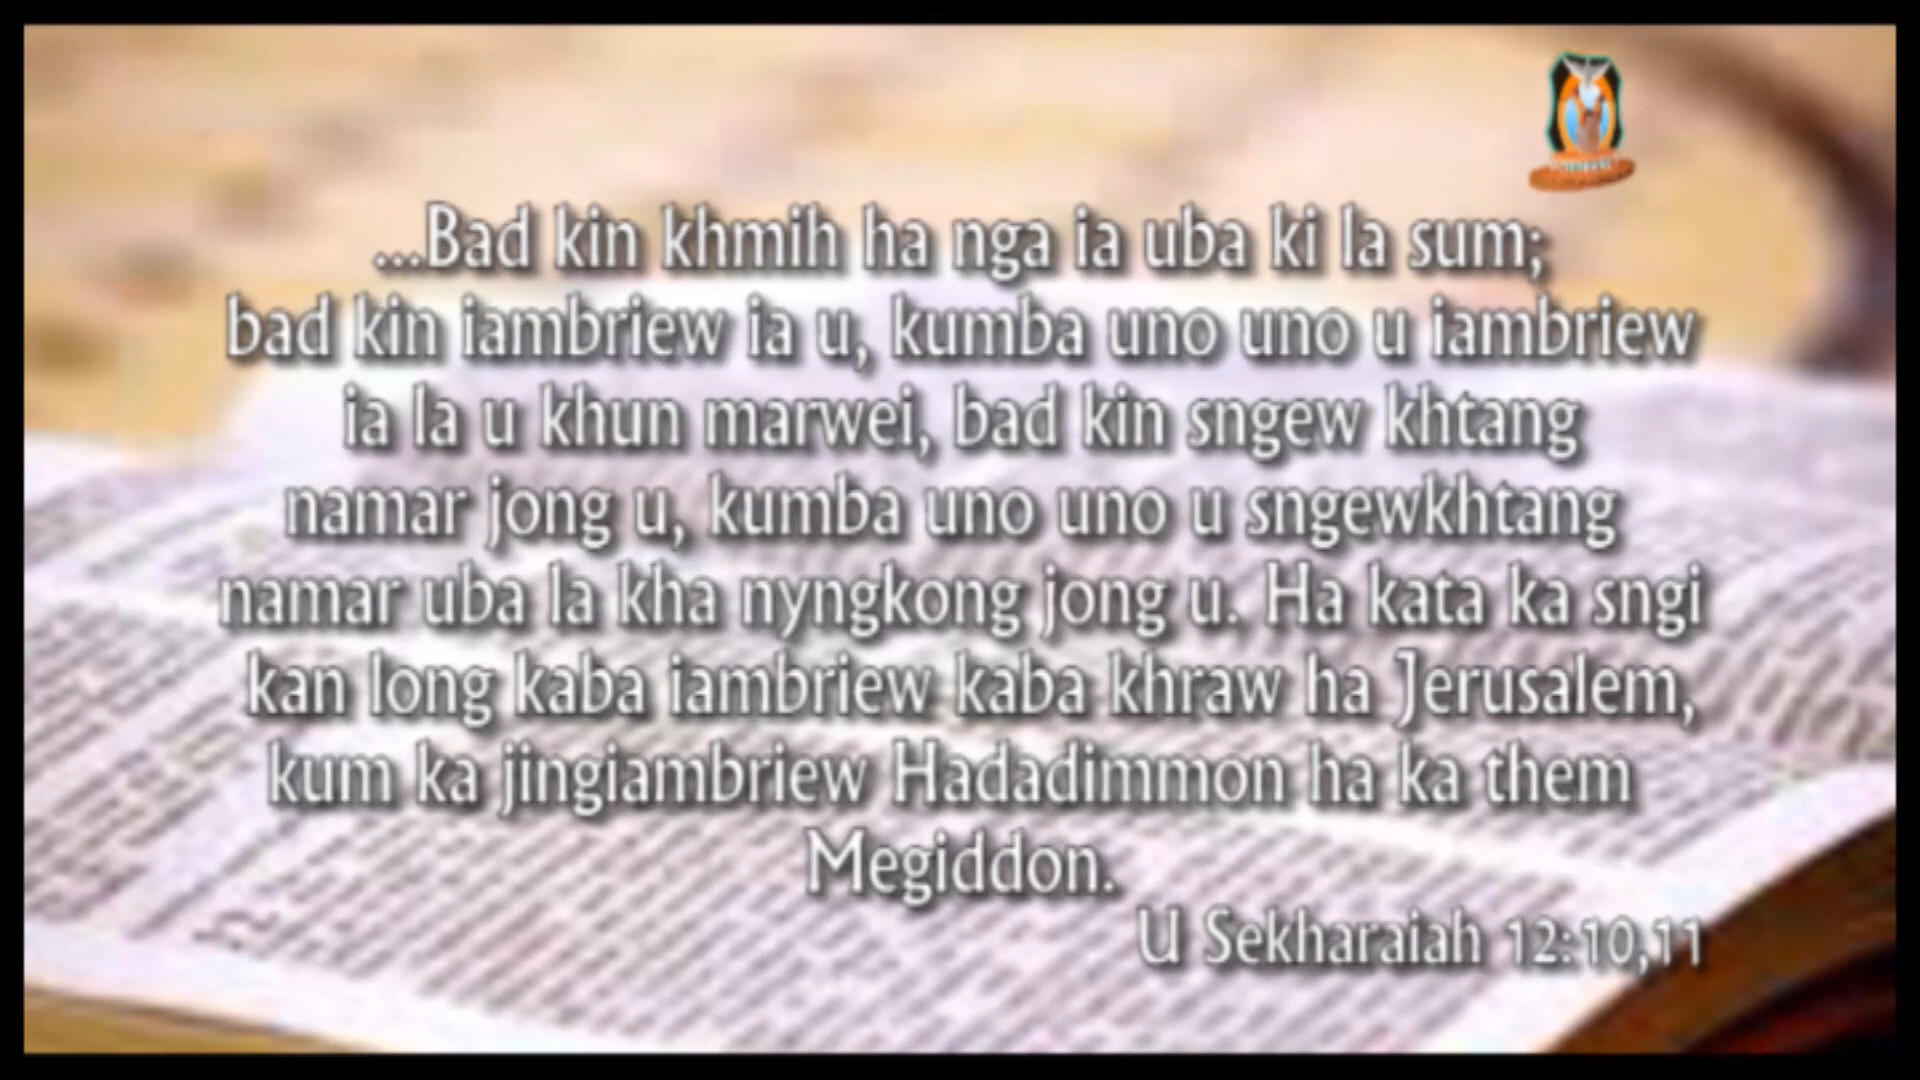 ...Bad kin khmih ha nga ia uba ki la sum;
bad kin iambriew ia u, kumba uno uno u iambriew
ia la u khun marwei, bad kin sngew khtang
namar jong u, kumba uno uno u sngewkhtang
namar uba la kha nyngkong jong u. Ha kata ka sngi
kan long kaba iambriew kaba khraw ha Jerusalem,
kum ka jingiambriew Hadadimmon ha ka them
Megiddon.
U Sekharaiah 12:10,11